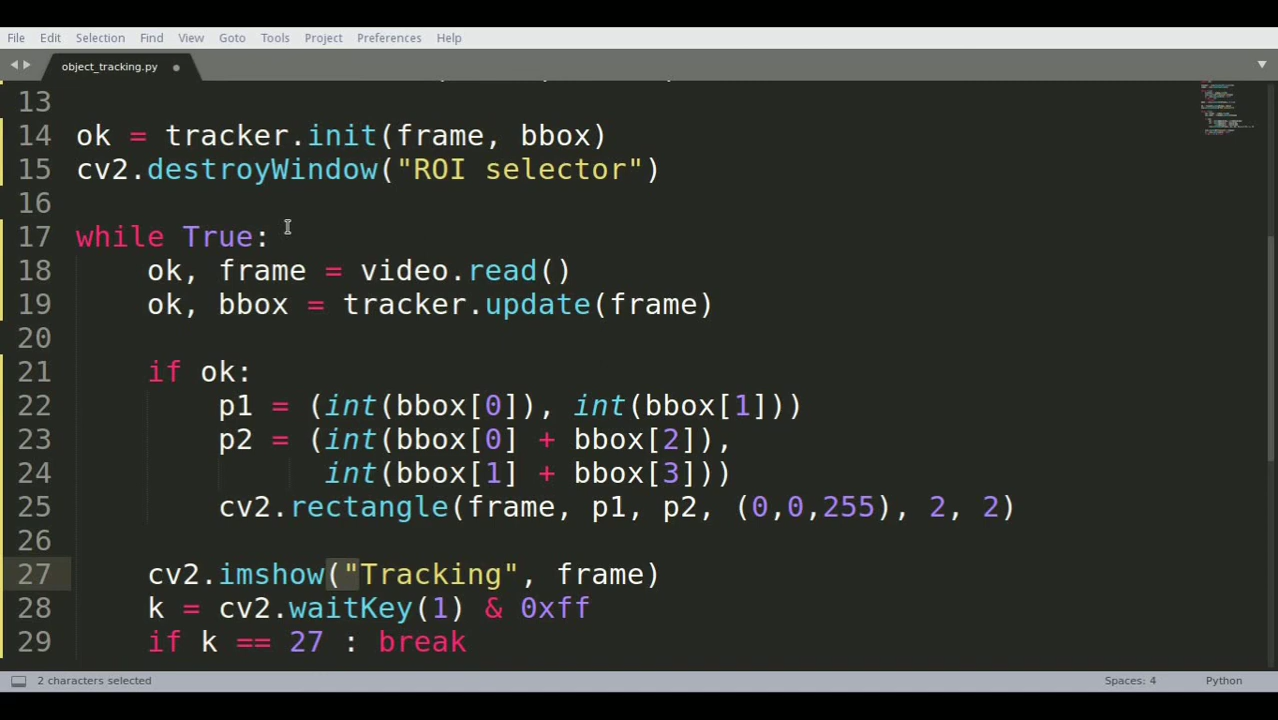 File Edit Selection Find View Goto Tools Project Preferences Help
object_tracking.py
13
14 ok = tracker.init(frame, bbox)
15 cv2.destroyWindow("ROI selector")
16
17 while True:
18     ok, frame = video.read()
19     ok, bbox = tracker.update(frame)
20
21     if ok:
22         p1 = (int(bbox[0]), int(bbox[1]))
23         p2 = (int(bbox[0] + bbox[2]),
24               int(bbox[1] + bbox[3]))
25         cv2.rectangle(frame, p1, p2, (0,0,255), 2, 2)
26
27     cv2.imshow("Tracking", frame)
28     k = cv2.waitKey(1) & 0xff
29     if k == 27 : break
2 characters selected Spaces: 4 Python